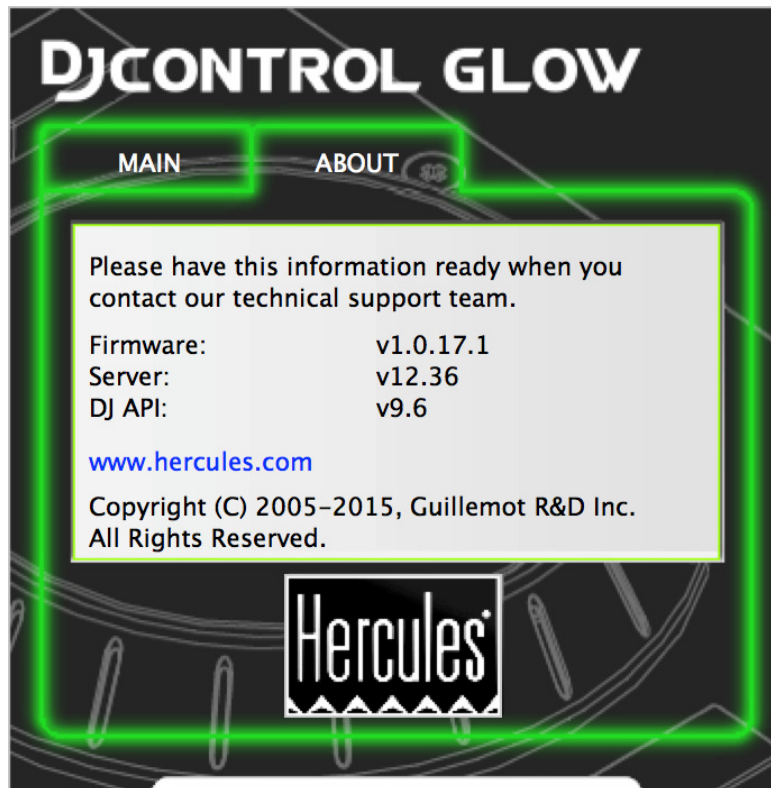 DJCONTROL GLOW
MAIN ABOUT
Please have this information ready when you
contact our technical support team.
Firmware: v1.0.17.1
Server: v12.36
DJ API: v9.6
www.hercules.com
Copyright (C) 2005-2015, Guillemot R&D Inc.
All Rights Reserved.
Hercules